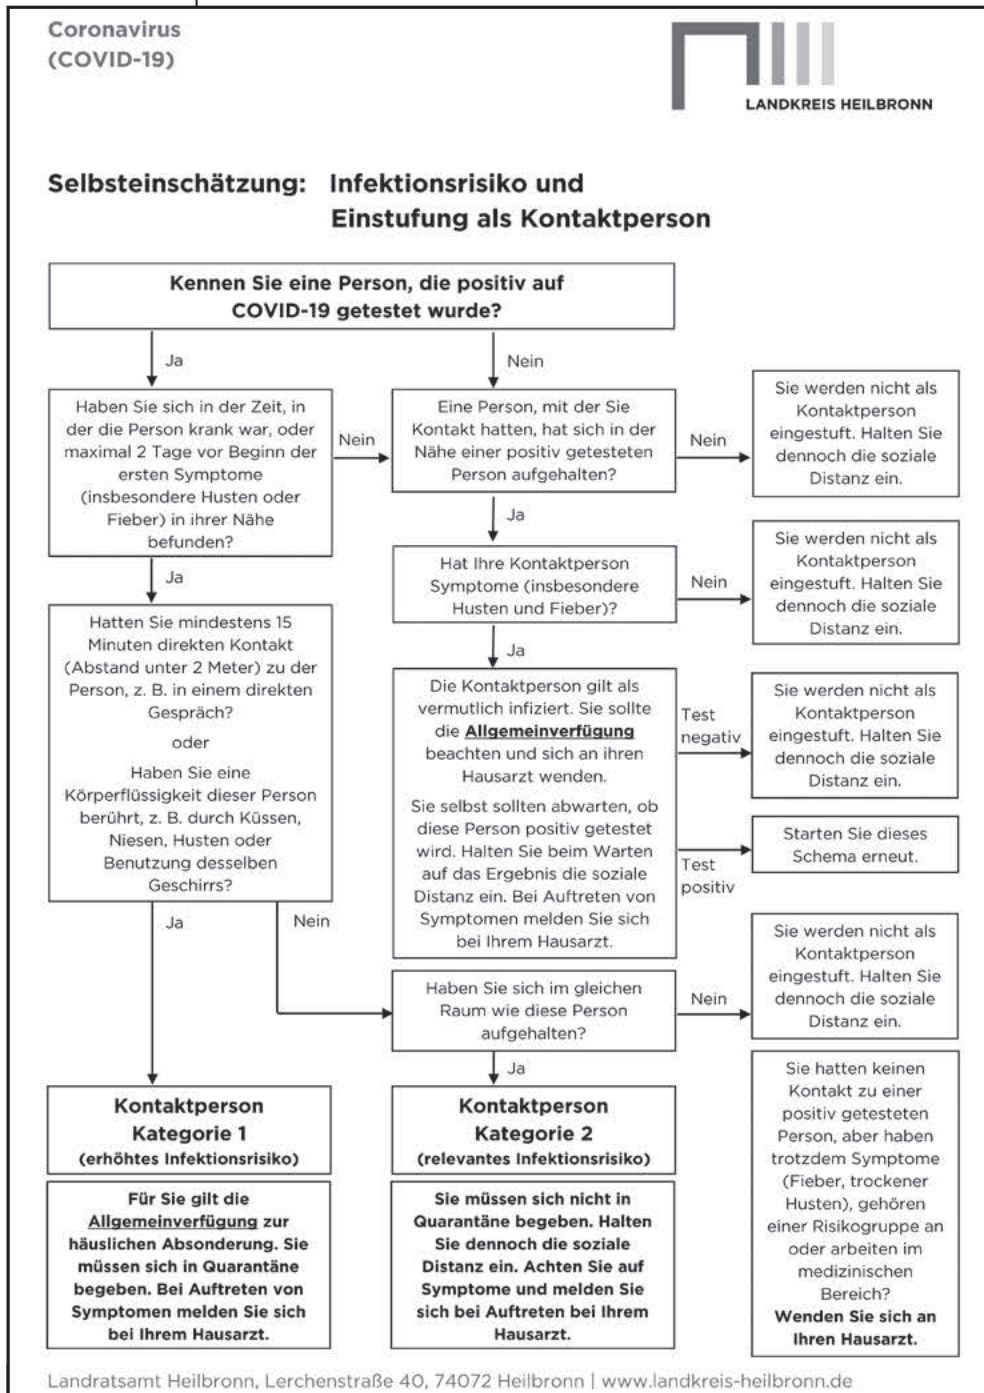 Coronavirus
(COVID-19)
LANDKREIS HEILBRONN
Selbsteinschätzung: Infektionsrisiko und
Einstufung als Kontaktperson
Kennen Sie eine Person, die positiv auf
COVID-19 getestet wurde?
Ja
Nein
Haben Sie sich in der Zeit, in
der die Person krank war, oder
maximal 2 Tage vor Beginn der
ersten Symptome
(insbesondere Husten oder
Fieber) in ihrer Nähe
befunden?
Nein
Eine Person, mit der Sie
Kontakt hatten, hat sich in der
Nähe einer positiv getesteten
Person aufgehalten?
Nein
Sie werden nicht als
Kontaktperson
eingestuft. Halten Sie
dennoch die soziale
Distanz ein.
Ja
Ja
Hat Ihre Kontaktperson
Symptome (insbesondere
Husten und Fieber)?
Nein
Sie werden nicht als
Kontaktperson
eingestuft. Halten Sie
dennoch die soziale
Distanz ein.
Hatten Sie mindestens 15
Minuten direkten Kontakt
(Abstand unter 2 Meter) zu der
Person, z. B. in einem direkten
Gespräch?
oder
Haben Sie eine
Körperflüssigkeit dieser Person
berührt, z. B. durch Küssen,
Niesen, Husten oder
Benutzung desselben
Geschirrs?
Ja
Die Kontaktperson gilt als
vermutlich infiziert. Sie sollte
die Allgemeinverfügung
beachten und sich an ihren
Hausarzt wenden.
Sie selbst sollten abwarten, ob
diese Person positiv getestet
wird. Halten Sie beim Warten
auf das Ergebnis die soziale
Distanz ein. Bei Auftreten von
Symptomen melden Sie sich
bei Ihrem Hausarzt.
Test
negativ
Sie werden nicht als
Kontaktperson
eingestuft. Halten Sie
dennoch die soziale
Distanz ein.
Test
positiv
Starten Sie dieses
Schema erneut.
Ja
Nein
Haben Sie sich im gleichen
Raum wie diese Person
aufgehalten?
Nein
Sie werden nicht als
Kontaktperson
eingestuft. Halten Sie
dennoch die soziale
Distanz ein.
Ja
Kontaktperson
Kategorie 1
(erhöhtes Infektionsrisiko)
Für Sie gilt die
Allgemeinverfügung zur
häuslichen Absonderung. Sie
müssen sich in Quarantäne
begeben. Bei Auftreten von
Symptomen melden Sie sich
bei Ihrem Hausarzt.
Kontaktperson
Kategorie 2
(relevantes Infektionsrisiko)
Sie müssen sich nicht in
Quarantäne begeben. Halten
Sie dennoch die soziale
Distanz ein. Achten Sie auf
Symptome und melden Sie
sich bei Auftreten bei Ihrem
Hausarzt.
Sie hatten keinen
Kontakt zu einer
positiv getesteten
Person, aber haben
trotzdem Symptome
(Fieber, trockener
Husten), gehören
einer Risikogruppe an
oder arbeiten im
medizinischen
Bereich?
Wenden Sie sich an
Ihren Hausarzt.
Landratsamt Heilbronn, Lerchenstraße 40, 74072 Heilbronn | www.landkreis-heilbronn.de